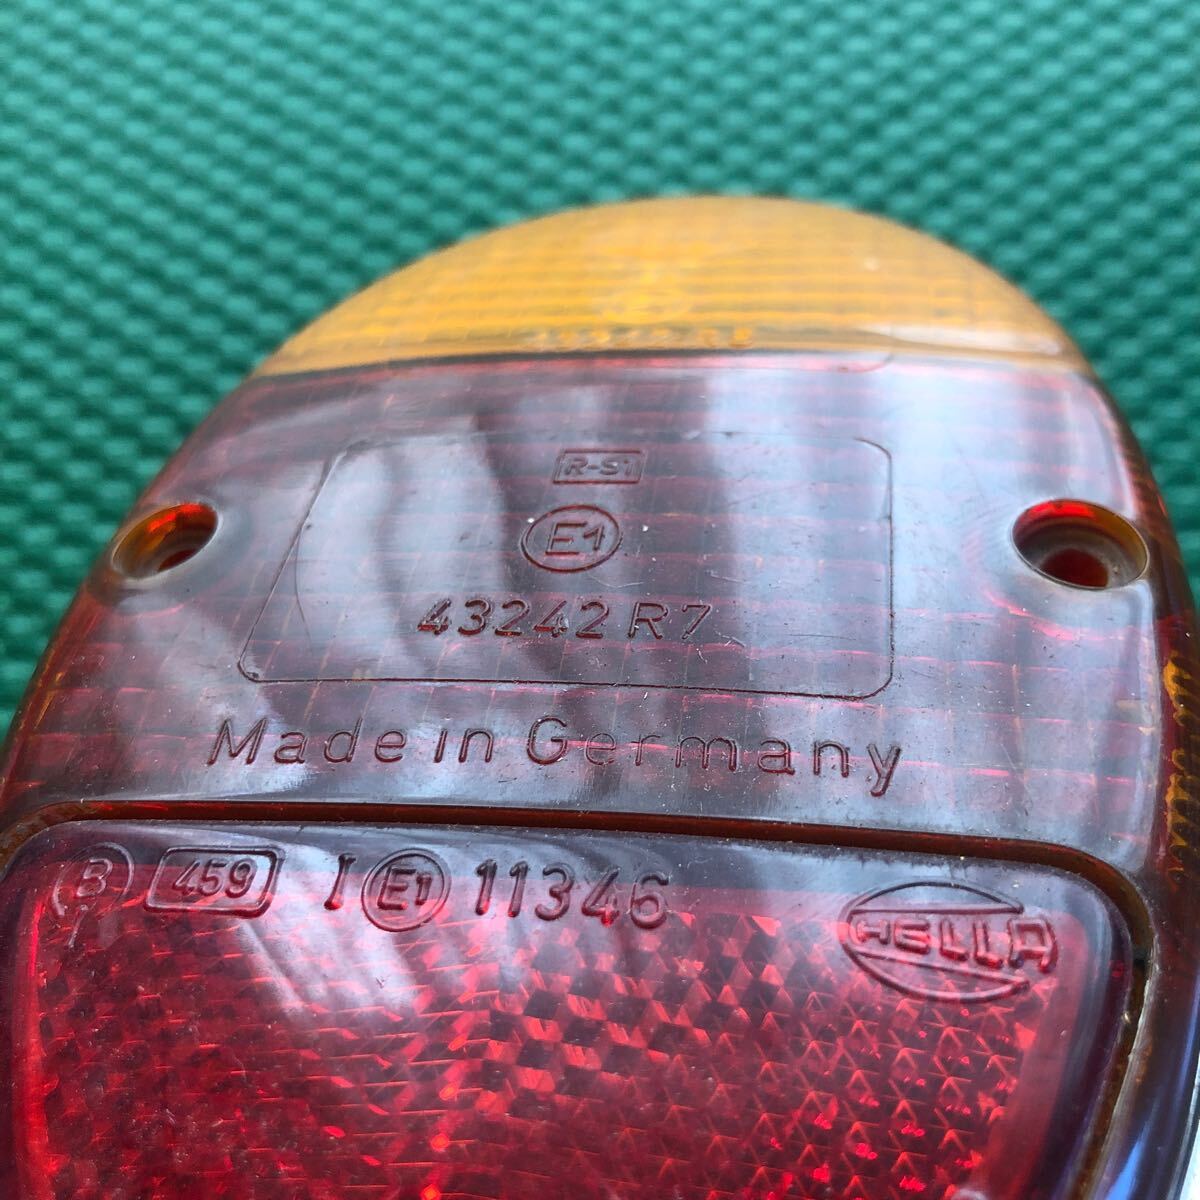 R-S1
E1
43242 R7
Made in Germany
B 459 I E1 11346
HELLA